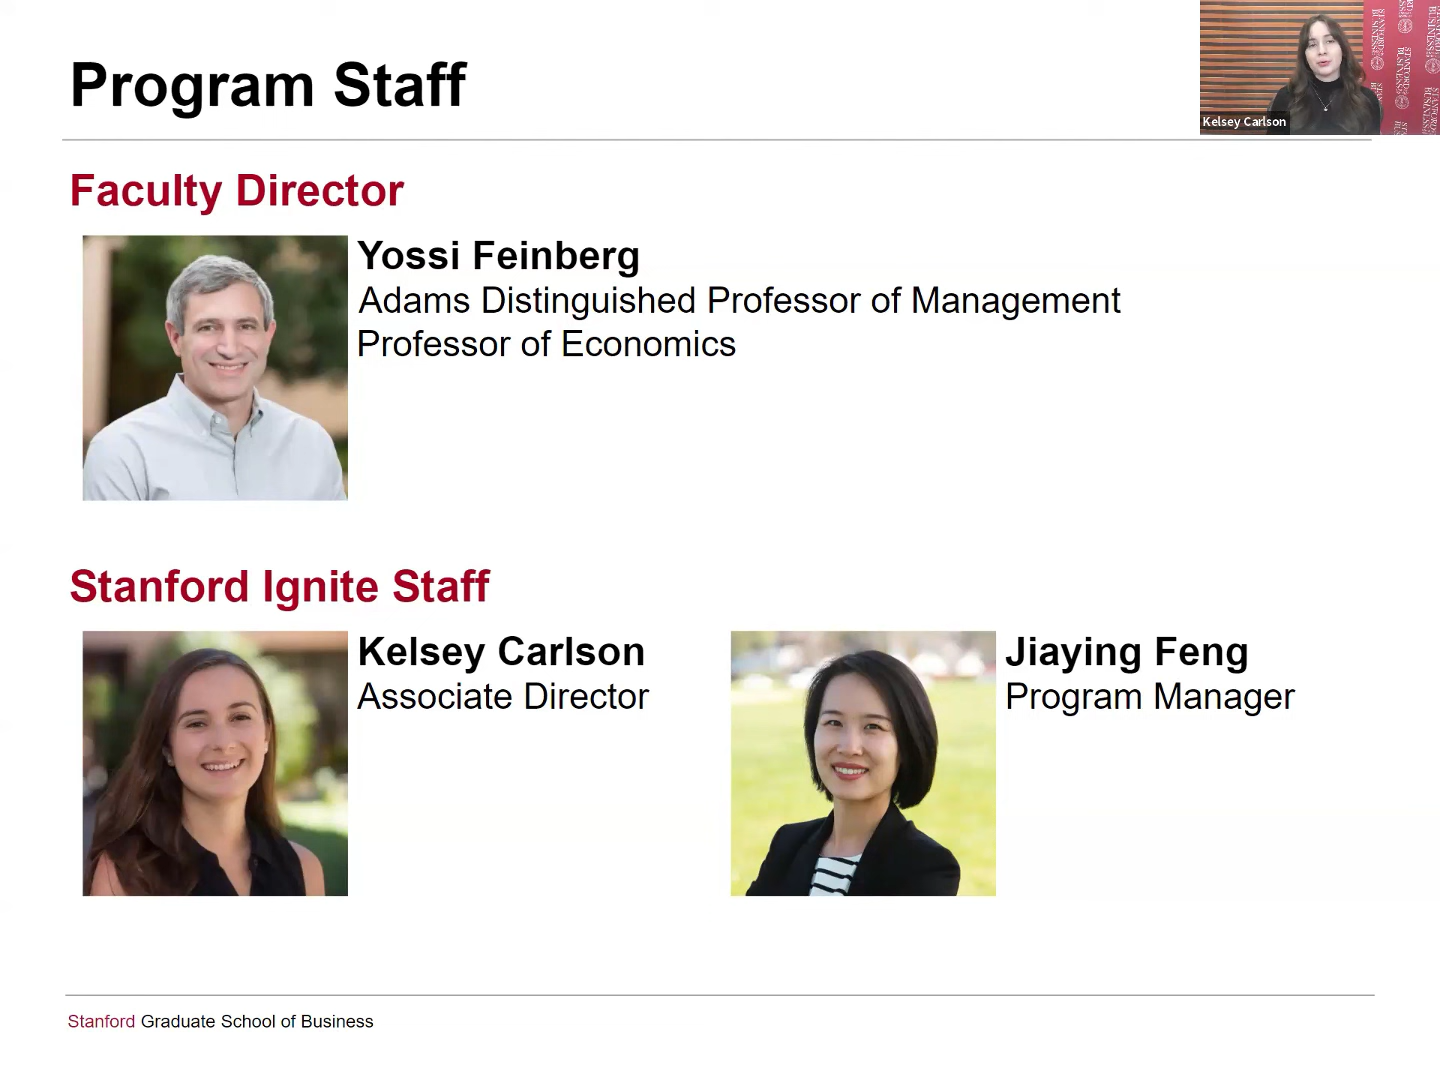 Program Staff
Kelsey Carlson
Faculty Director
Yossi Feinberg
Adams Distinguished Professor of Management
Professor of Economics
Stanford Ignite Staff
Kelsey Carlson
Associate Director
Jiaying Feng
Program Manager
Stanford Graduate School of Business